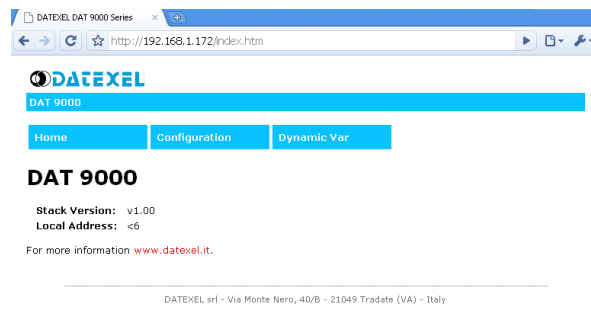 DATEXEL DAT 9000 Series
http://192.168.1.172/index.htm
DATEXEL
DAT 9000
Home Configuration Dynamic Var
DAT 9000
Stack Version: v1.00
Local Address: <6
For more information www.datexel.it.
DATEXEL srl - Via Monte Nero, 40/B - 21049 Tradate (VA) - Italy